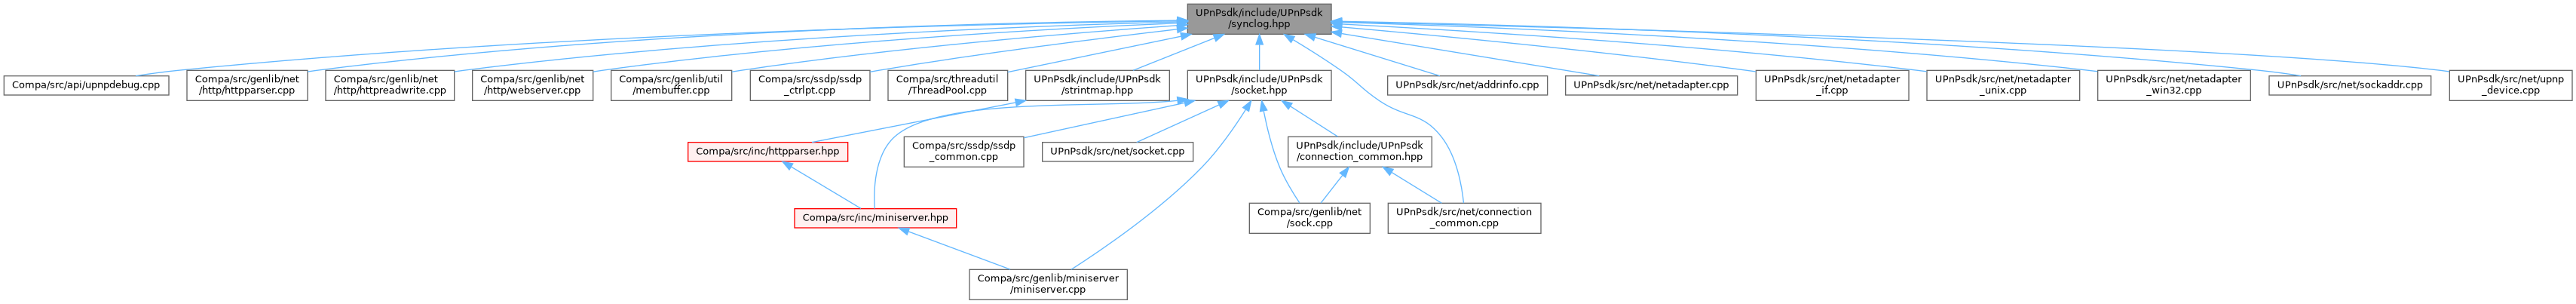 UPnPsdk/include/UPnPsdk
/synclog.hpp
Compa/src/api/upnpdebug.cpp
Compa/src/genlib/net
/http/httpparser.cpp
Compa/src/genlib/net
/http/httpreadwrite.cpp
Compa/src/genlib/net
/http/webserver.cpp
Compa/src/genlib/util
/membuffer.cpp
Compa/src/ssdp/ssdp
_ctrlpt.cpp
Compa/src/threadutil
/ThreadPool.cpp
UPnPsdk/include/UPnPsdk
/strintmap.hpp
UPnPsdk/include/UPnPsdk
/socket.hpp
UPnPsdk/src/net/addrinfo.cpp
UPnPsdk/src/net/netadapter.cpp
UPnPsdk/src/net/netadapter
_if.cpp
UPnPsdk/src/net/netadapter
_unix.cpp
UPnPsdk/src/net/netadapter
_win32.cpp
UPnPsdk/src/net/sockaddr.cpp
UPnPsdk/src/net/upnp
_device.cpp
Compa/src/inc/httpparser.hpp
Compa/src/ssdp/ssdp
_common.cpp
UPnPsdk/src/net/socket.cpp
UPnPsdk/include/UPnPsdk
/connection_common.hpp
Compa/src/inc/miniserver.hpp
Compa/src/genlib/net
/sock.cpp
UPnPsdk/src/net/connection
_common.cpp
Compa/src/genlib/miniserver
/miniserver.cpp